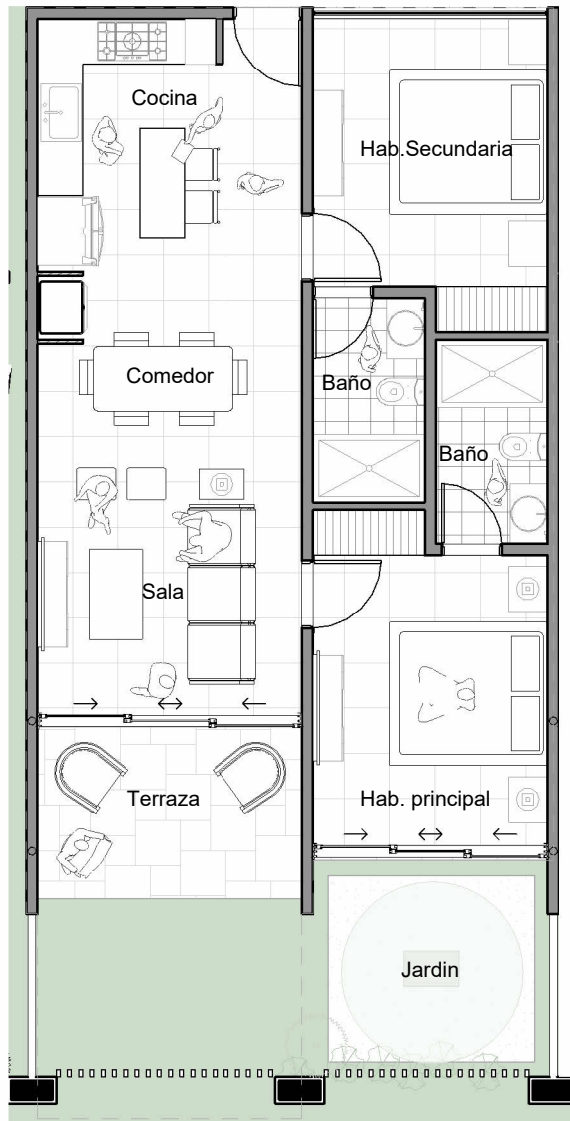 Cocina
Hab.Secundaria
Comedor
Baño
Baño
Sala
Terraza
Hab. principal
Jardin